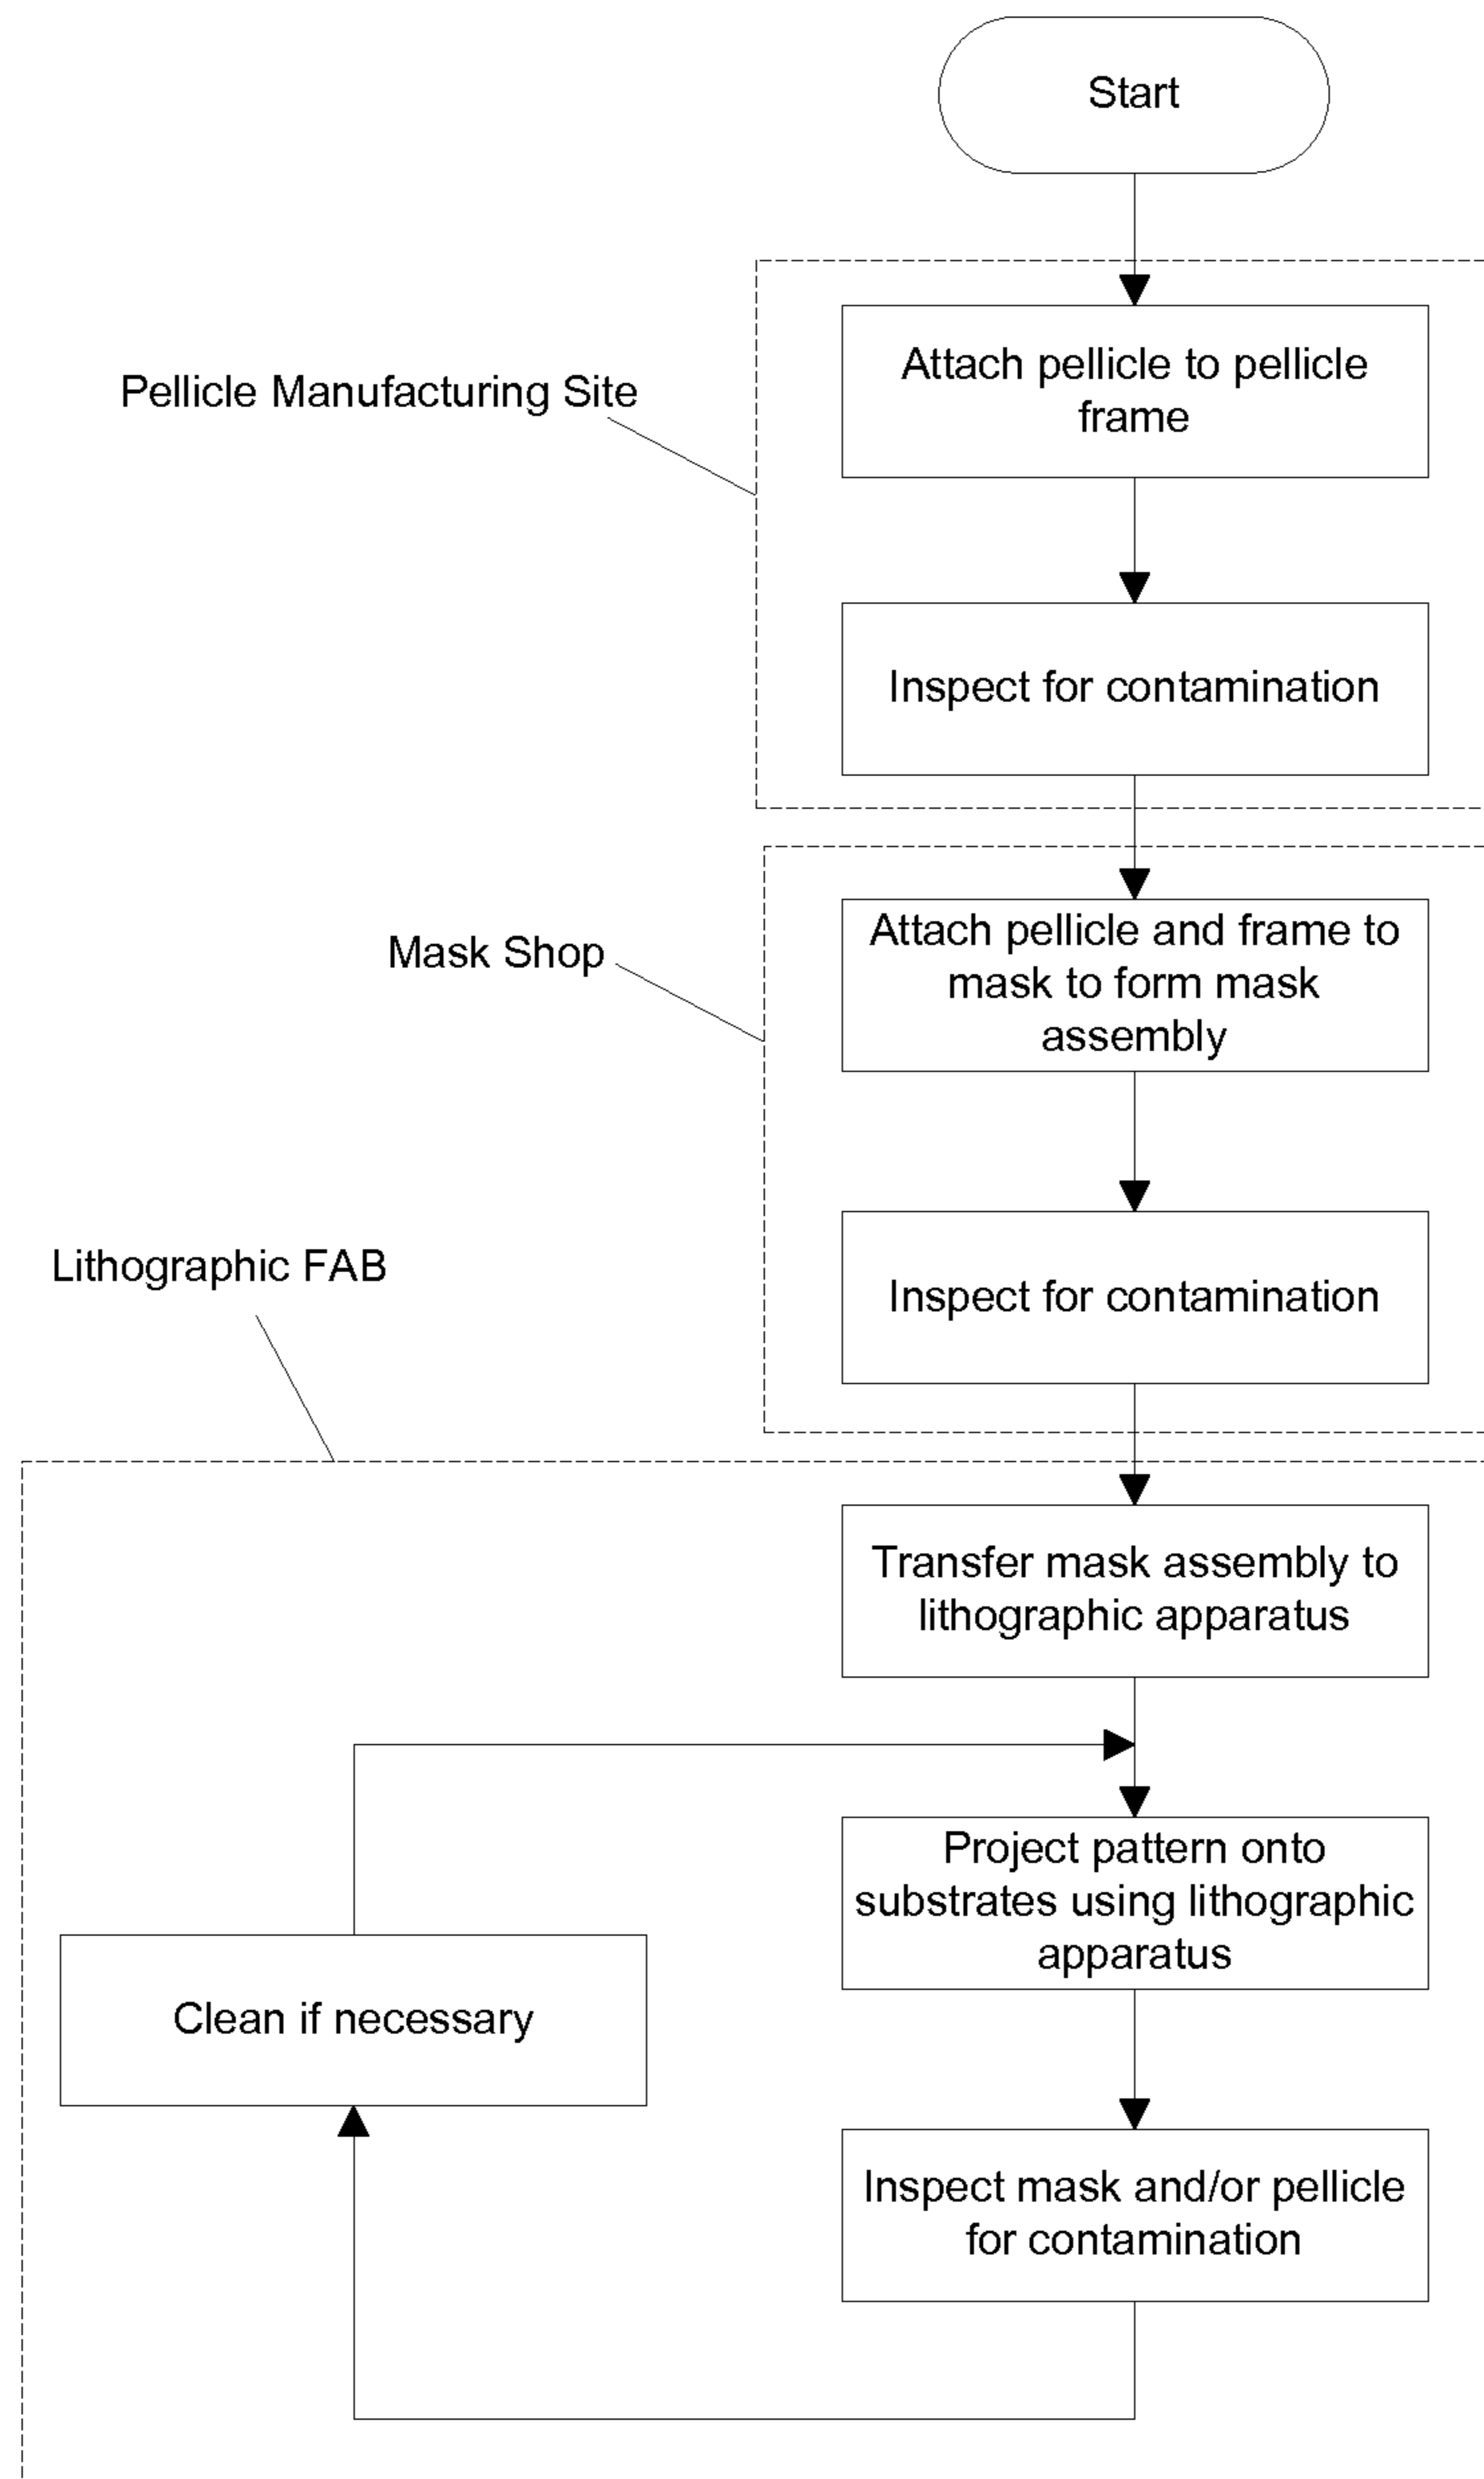 Start
Pellicle Manufacturing Site
Attach pellicle to pellicle
frame
Inspect for contamination
Mask Shop
Attach pellicle and frame to
mask to form mask
assembly
Inspect for contamination
Lithographic FAB
Transfer mask assembly to
lithographic apparatus
Project pattern onto
substrates using lithographic
apparatus
Clean if necessary
Inspect mask and/or pellicle
for contamination